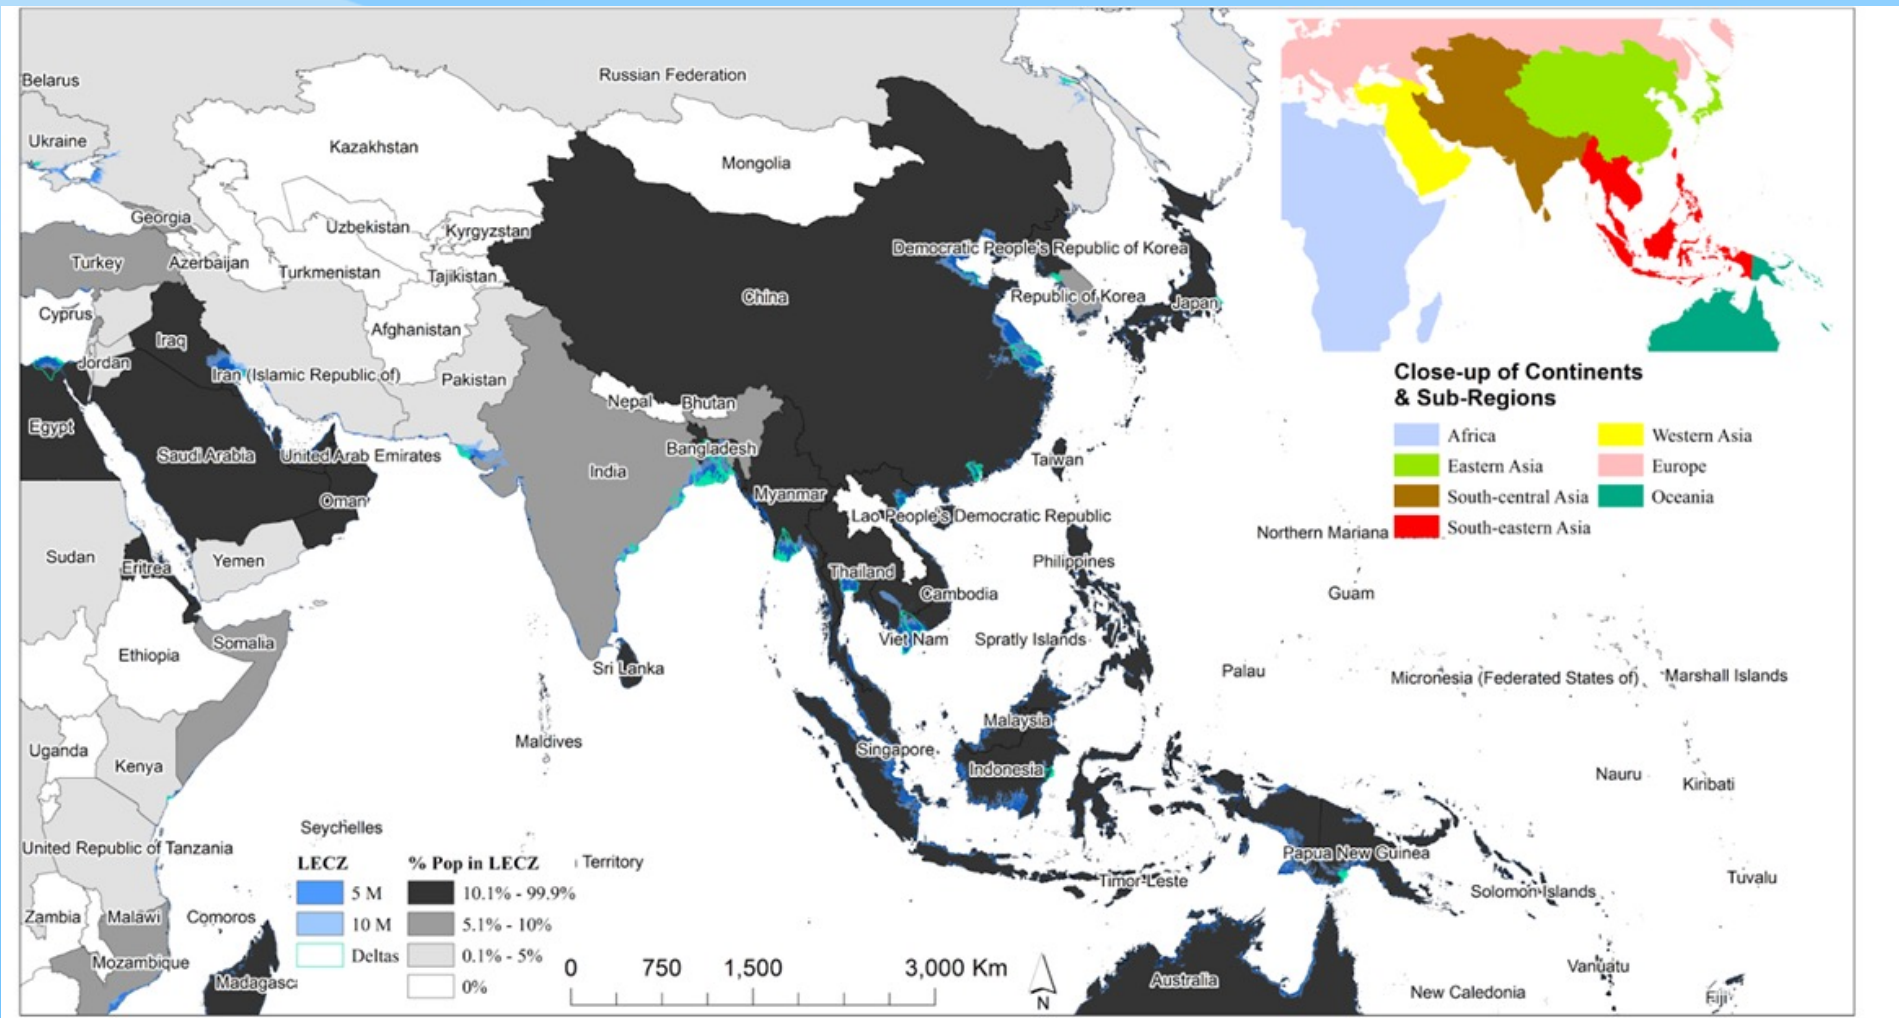 Belarus
Russian Federation
Ukraine
Kazakhstan
Mongolia
Georgia
Uzbekistan
Kyrgyzstan
Democratic People's Republic of Korea
Turkey
Azerbaijan
Turkmenistan
Tajikistan
China
Republic of Korea
Japan
Cyprus
Iraq
Afghanistan
Jordan
Iran (Islamic Republic of)
Pakistan
Nepal
Bhutan
Egypt
Saudi Arabia
United Arab Emirates
Bangladesh
India
Taiwan
Oman
Myanmar
Lao People's Democratic Republic
Northern Mariana
Sudan
Eritrea
Yemen
Thailand
Philippines
Cambodia
Guam
Somalia
Ethiopia
Viet Nam
Spratly Islands
Sri Lanka
Palau
Micronesia (Federated States of)
Marshall Islands
Malaysia
Maldives
Singapore
Uganda
Kenya
Indonesia
Nauru
Kiribati
Seychelles
United Republic of Tanzania
Territory
Papua New Guinea
Timor-Leste
Solomon Islands
Tuvalu
Zambia
Malawi
Comoros
Mozambique
Madagasc
Australia
Vanuatu
New Caledonia
Fiji
Close-up of Continents
& Sub-Regions
Africa
Eastern Asia
South-central Asia
South-eastern Asia
Western Asia
Europe
Oceania
LECZ
5 M
10 M
Deltas
% Pop in LECZ
10.1% - 99.9%
5.1% - 10%
0.1% - 5%
0%
0 750 1,500 3,000 Km
N